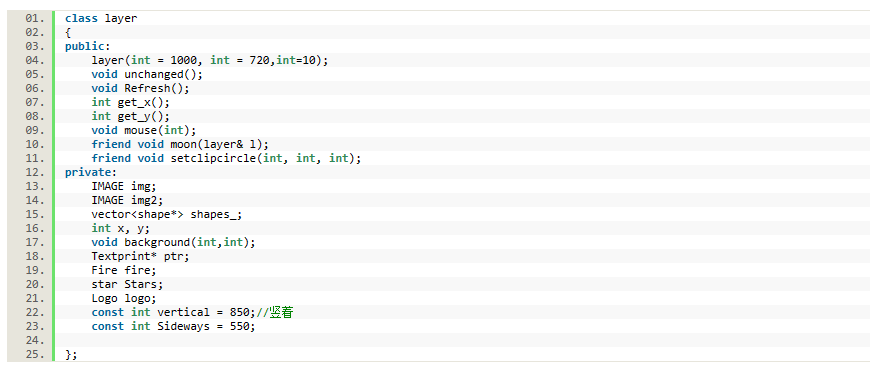 01. class layer
02. {
03. public:
04.     layer(int = 1000, int = 720,int=10);
05.     void unchanged();
06.     void Refresh();
07.     int get_x();
08.     int get_y();
09.     void mouse(int);
10.     friend void moon(layer& l);
11.     friend void setclipcircle(int, int, int);
12. private:
13.     IMAGE img;
14.     IMAGE img2;
15.     vector<shape*> shapes_;
16.     int x, y;
17.     void background(int,int);
18.     Textprint* ptr;
19.     Fire fire;
20.     star Stars;
21.     Logo logo;
22.     const int vertical = 850;//竖着
23.     const int Sideways = 550;
24.
25. };